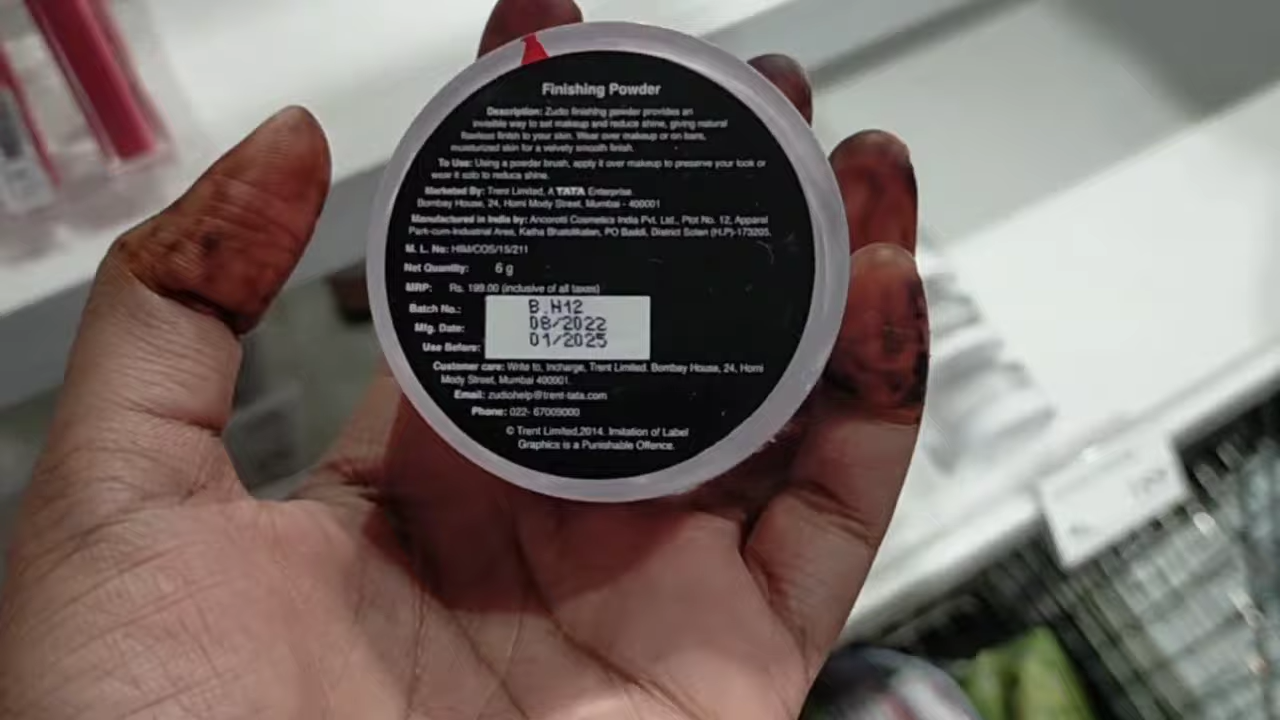 Finishing Powder
Description: Zudio finishing powder provides an
invisible way to set makeup and reduce shine, giving natural
flawless finish to your skin. Wear over makeup or on bare,
moisturized skin for a velvety smooth finish.
To Use: Using a powder brush, apply it over makeup to preserve your look or
wear it solo to reduce shine.
Marketed By: Trent Limited, A TATA Enterprise
Bombay House, 24, Homi Mody Street, Mumbai - 400001
Manufactured in India by: Ancorotti Cosmetics India Pvt. Ltd., Plot No. 12, Apparel
Park-cum-Industrial Area, Katha Bhatolikalan, PO Baddi, District Solan (H.P)-173205.
M. L. No: HIM/COS/15/211
Net Quantity: 6 g
MRP: Rs. 199.00 (inclusive of all taxes)
Batch No.: B.H12
Mfg. Date: 08/2022
Use Before: 01/2025
Customer care: Write to, Incharge, Trent Limited. Bombay House, 24, Homi
Mody Street, Mumbai 400001.
Email: zudiohelp@trent-tata.com
Phone: 022- 67009000
© Trent Limited,2014. Imitation of Label
Graphics is a Punishable Offence.